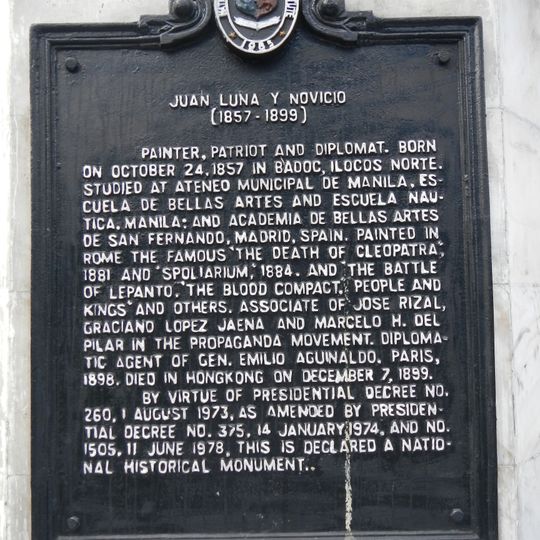 1983
JUAN LUNA Y NOVICIO
(1857-1899)
PAINTER, PATRIOT AND DIPLOMAT. BORN
ON OCTOBER 24, 1857 IN BADOC, ILOCOS NORTE.
STUDIED AT ATENEO MUNICIPAL DE MANILA, ES-
CUELA DE BELLAS ARTES AND ESCUELA NAU-
TICA, MANILA; AND ACADEMIA DE BELLAS ARTES
DE SAN FERNANDO, MADRID, SPAIN. PAINTED IN
ROME THE FAMOUS "THE DEATH OF CLEOPATRA",
1881 AND "SPOLIARIUM," 1884. AND THE BATTLE
OF LEPANTO," THE BLOOD COMPACT," PEOPLE AND
KINGS" AND OTHERS. ASSOCIATE OF JOSE RIZAL,
GRACIANO LOPEZ JAENA AND MARCELO H. DEL
PILAR IN THE PROPAGANDA MOVEMENT. DIPLOMA-
TIC AGENT OF GEN. EMILIO AGUINALDO, PARIS,
1898. DIED IN HONGKONG ON DECEMBER 7, 1899.
BY VIRTUE OF PRESIDENTIAL DECREE NO.
260, 1 AUGUST 1973, AS AMENDED BY PRESIDEN-
TIAL DECREE NO. 375, 14 JANUARY 1974, AND NO.
1505, 11 JUNE 1978, THIS IS DECLARED A NATIO-
NAL HISTORICAL MONUMENT.